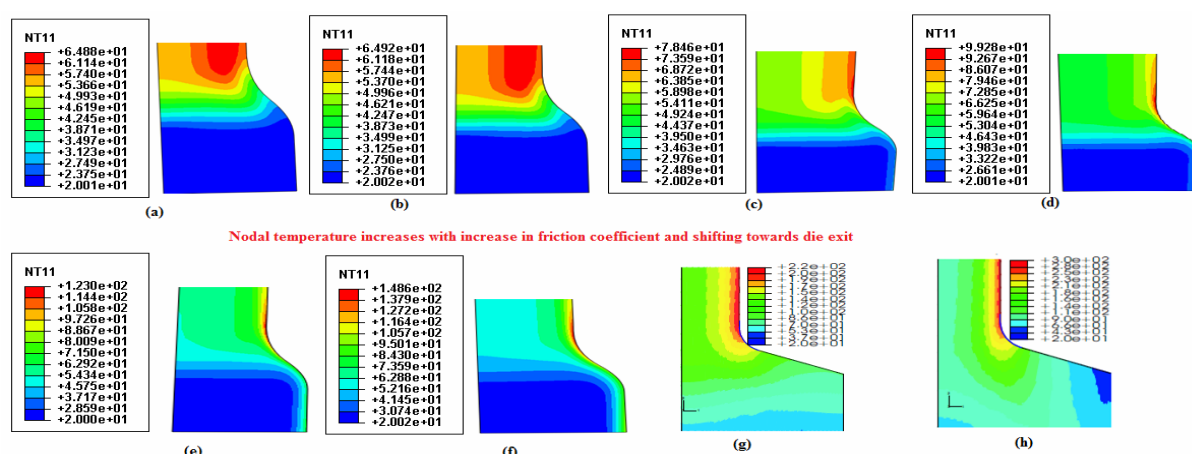 NT11
+6.488e+01
+6.114e+01
+5.740e+01
+5.366e+01
+4.993e+01
+4.619e+01
+4.245e+01
+3.871e+01
+3.497e+01
+3.123e+01
+2.749e+01
+2.375e+01
+2.001e+01
(a)
NT11
+6.492e+01
+6.118e+01
+5.744e+01
+5.370e+01
+4.996e+01
+4.621e+01
+4.247e+01
+3.873e+01
+3.499e+01
+3.125e+01
+2.750e+01
+2.376e+01
+2.002e+01
(b)
NT11
+7.846e+01
+7.359e+01
+6.872e+01
+6.385e+01
+5.898e+01
+5.411e+01
+4.924e+01
+4.437e+01
+3.950e+01
+3.463e+01
+2.976e+01
+2.489e+01
+2.002e+01
(c)
NT11
+9.928e+01
+9.267e+01
+8.607e+01
+7.946e+01
+7.285e+01
+6.625e+01
+5.964e+01
+5.304e+01
+4.643e+01
+3.983e+01
+3.322e+01
+2.661e+01
+2.001e+01
(d)
Nodal temperature increases with increase in friction coefficient and shifting towards die exit
NT11
+1.230e+02
+1.144e+02
+1.058e+02
+9.726e+01
+8.867e+01
+8.009e+01
+7.150e+01
+6.292e+01
+5.434e+01
+4.575e+01
+3.717e+01
+2.859e+01
+2.000e+01
(e)
NT11
+1.486e+02
+1.379e+02
+1.272e+02
+1.164e+02
+1.057e+02
+9.501e+01
+8.430e+01
+7.359e+01
+6.288e+01
+5.216e+01
+4.145e+01
+3.074e+01
+2.002e+01
(f)
+2.2e+02
(g)
+3.0e+02
(h)